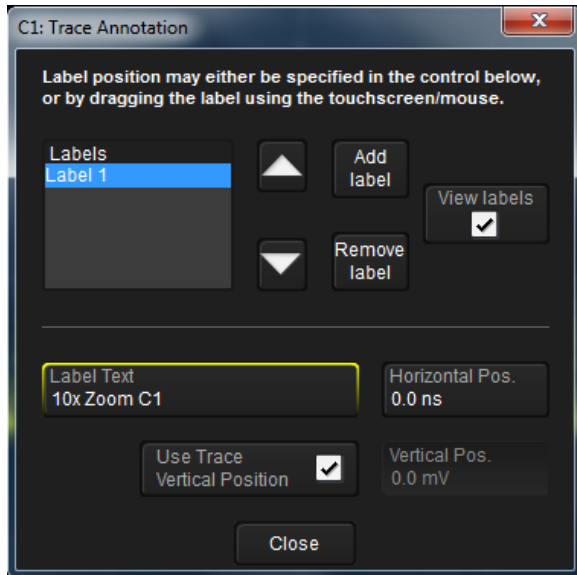 C1: Trace Annotation
Label position may either be specified in the control below,
or by dragging the label using the touchscreen/mouse.
Labels
Label 1
Add
label
View labels
Remove
label
Label Text
10x Zoom C1
Horizontal Pos.
0.0 ns
Use Trace
Vertical Position
Vertical Pos.
0.0 mV
Close